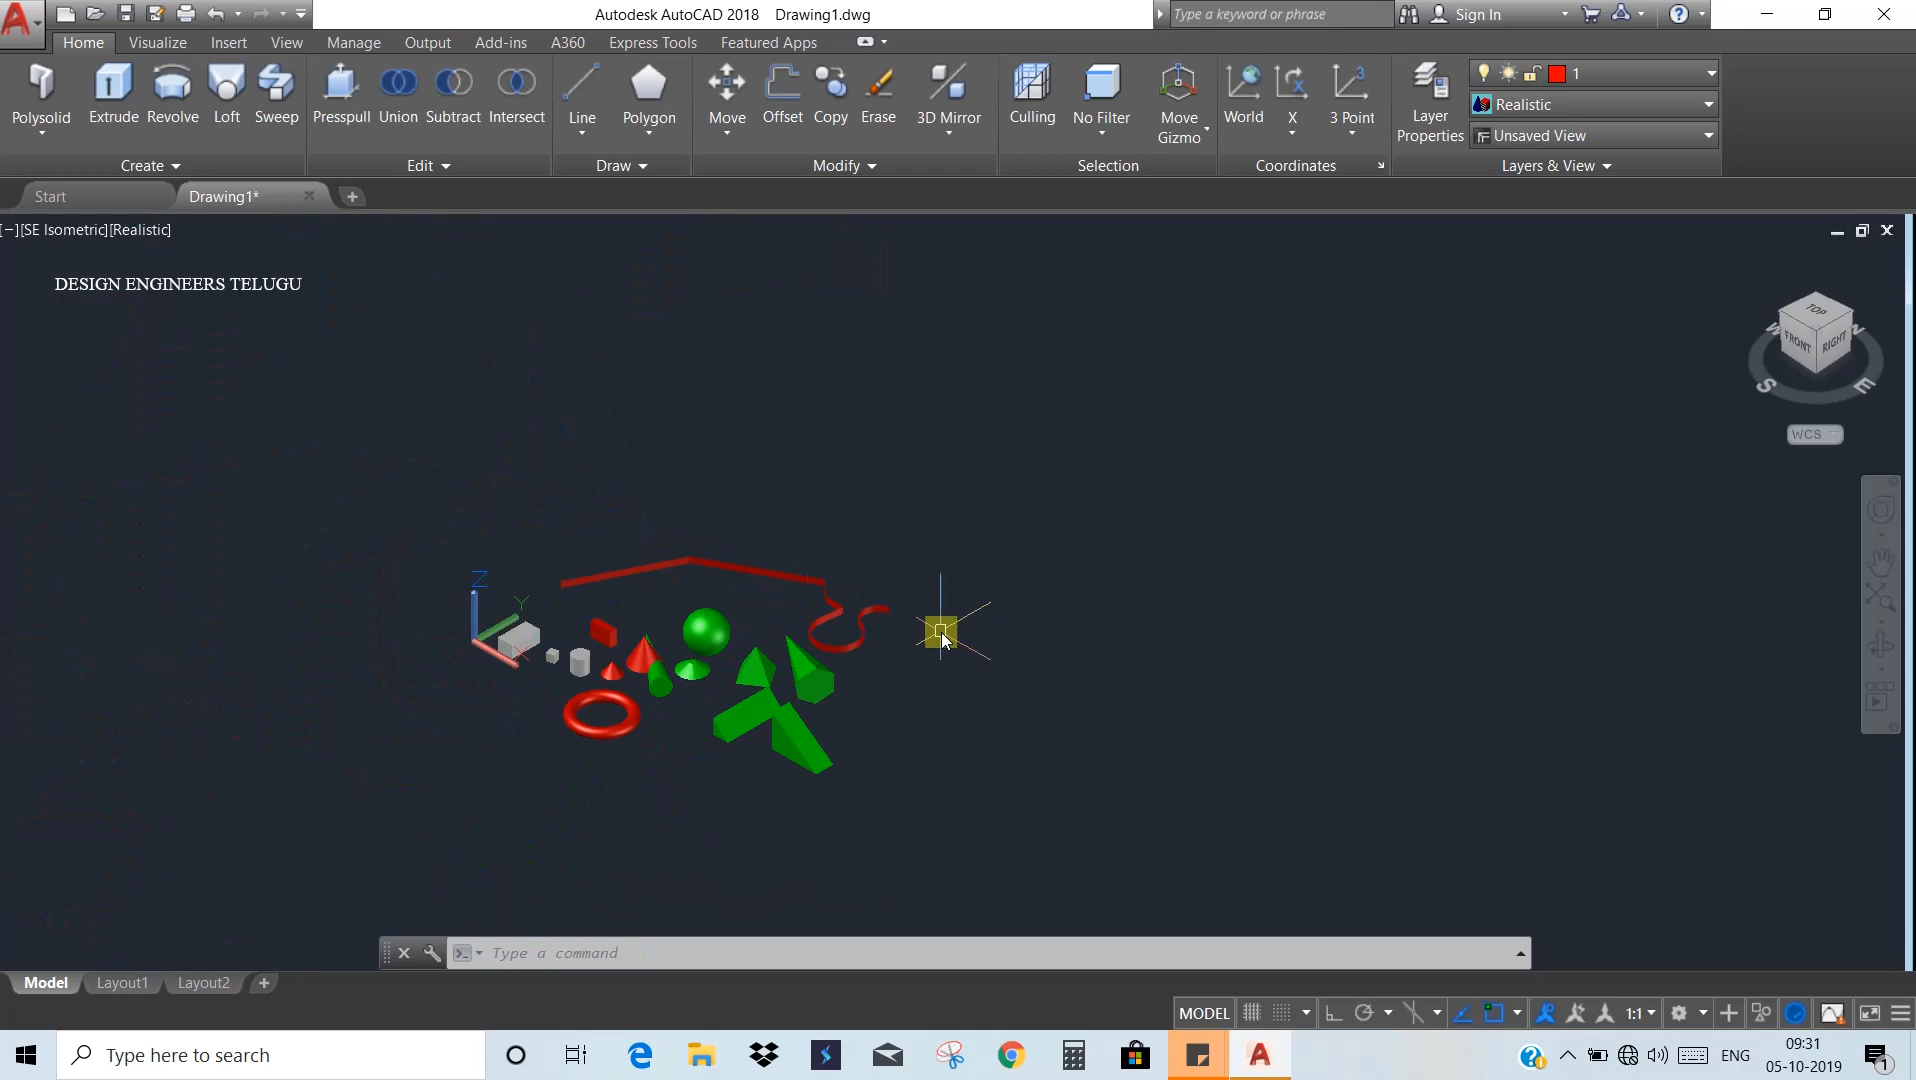 Autodesk AutoCAD 2018 Drawing1.dwg
Type a keyword or phrase
Sign In
Home Visualize Insert View Manage Output Add-ins A360 Express Tools Featured Apps
Polysolid Extrude Revolve Loft Sweep Presspull Union Subtract Intersect Line Polygon Move Offset Copy Erase 3D Mirror Culling No Filter Move Gizmo World X 3 Point Layer Properties
1
Realistic
Unsaved View
Create Edit Draw Modify Selection Coordinates Layers & View
Start Drawing1*
[−][SE Isometric][Realistic]
DESIGN ENGINEERS TELUGU
TOP
W N
FRONT RIGHT
S E
WCS
Z
Y
X
Type a command
Model Layout1 Layout2
MODEL 1:1
Type here to search
ENG
09:31
05-10-2019
1